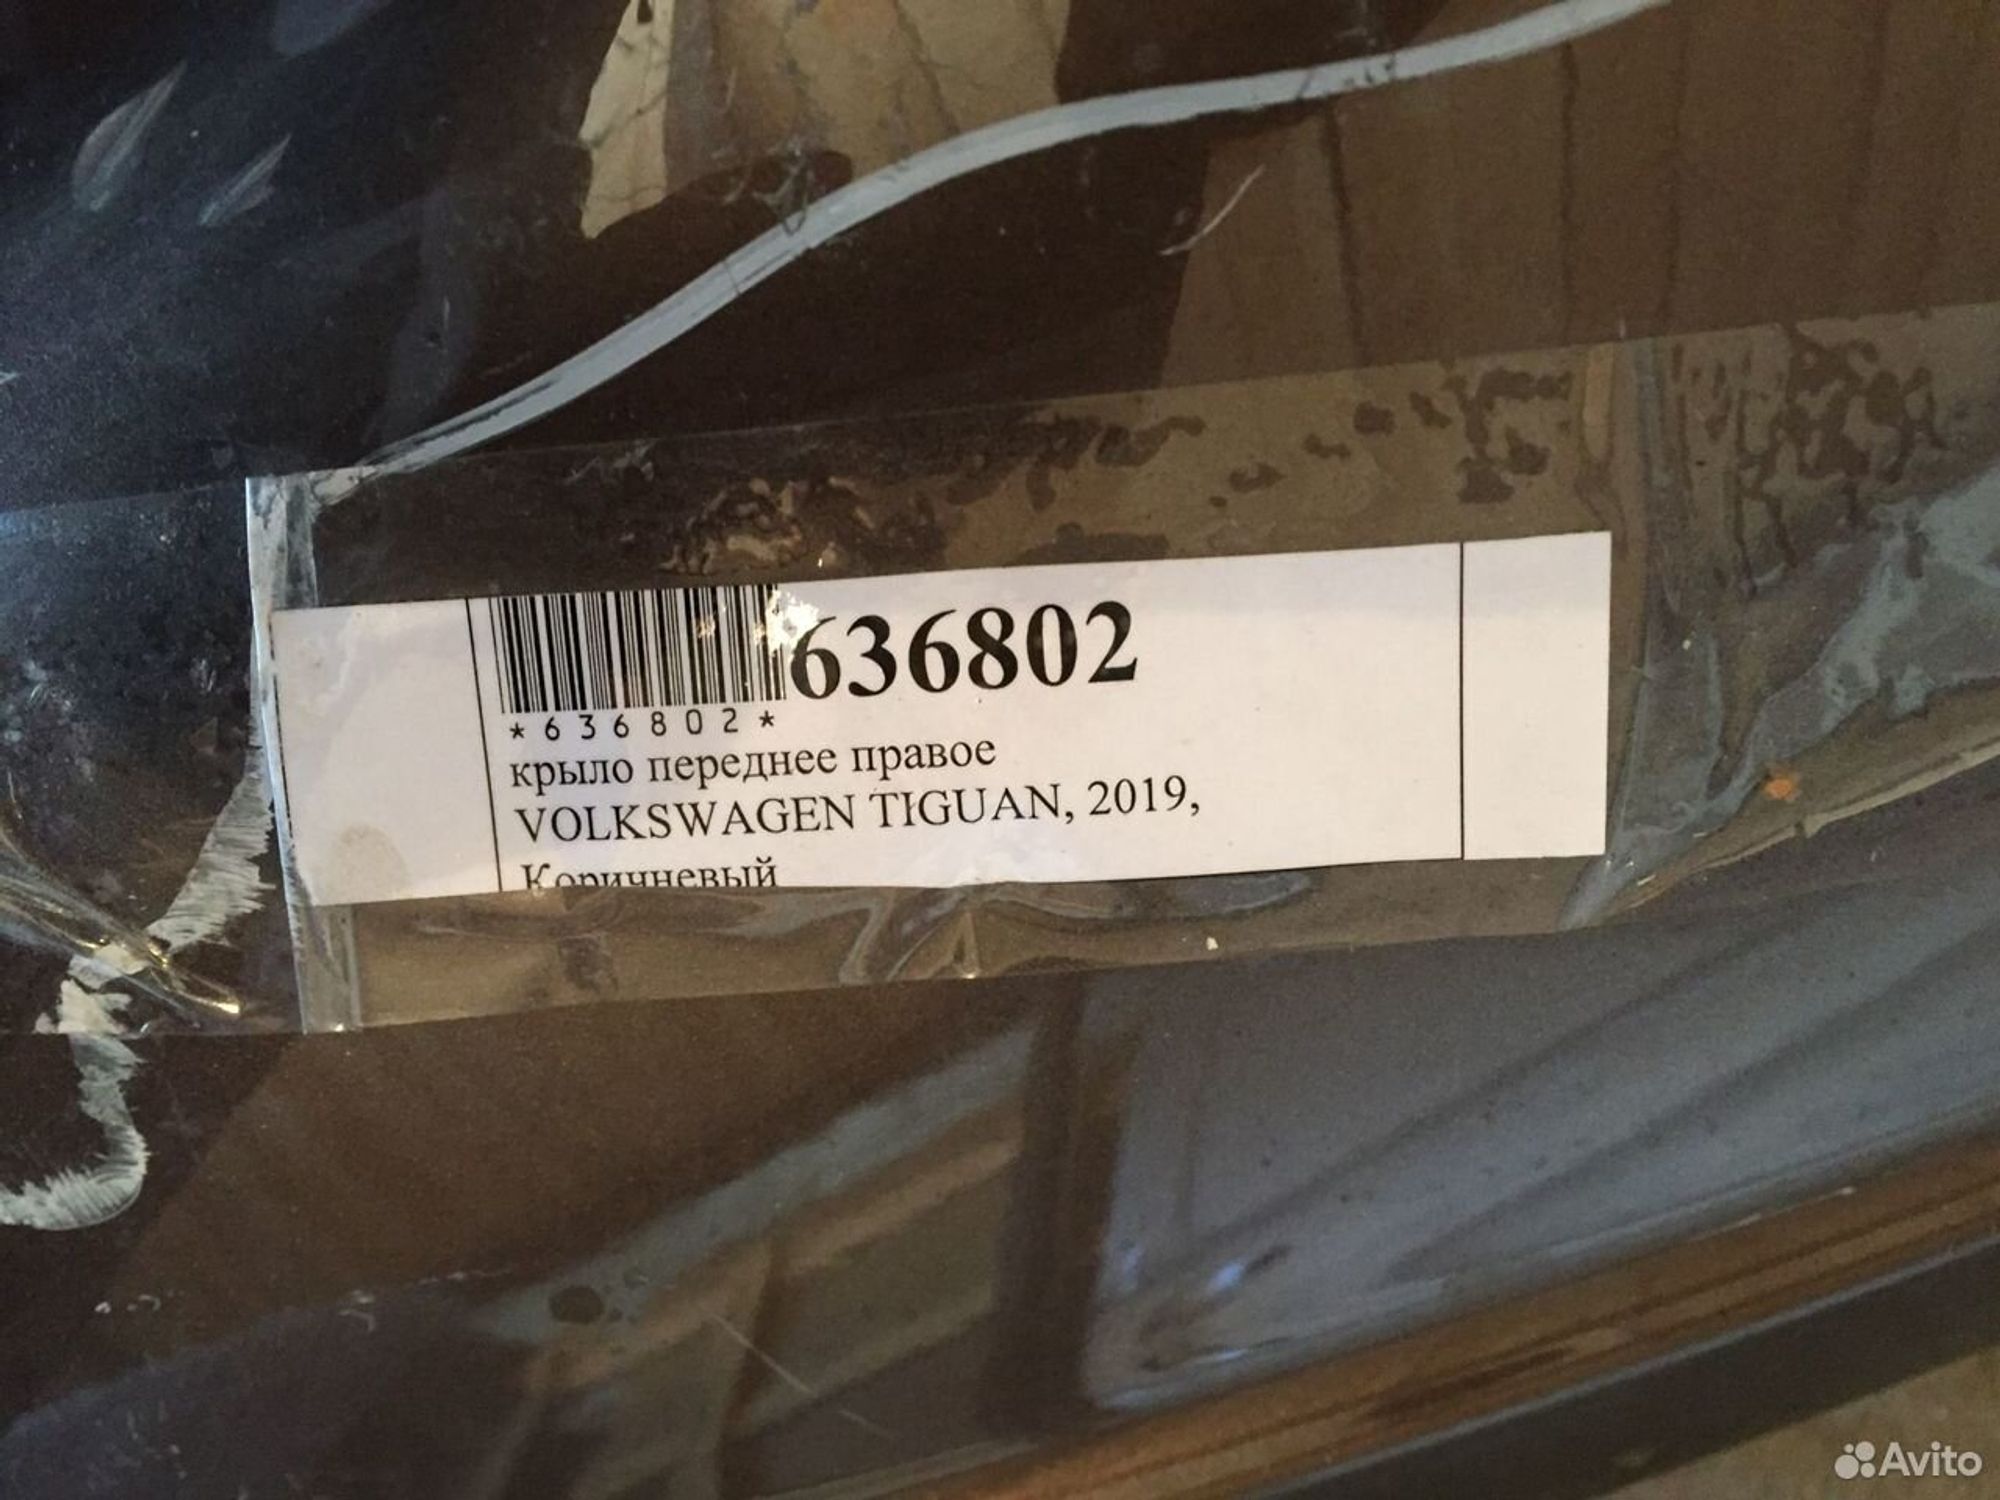 636802
*636802*
крыло переднее правое
VOLKSWAGEN TIGUAN, 2019,
Коричневый
Avito